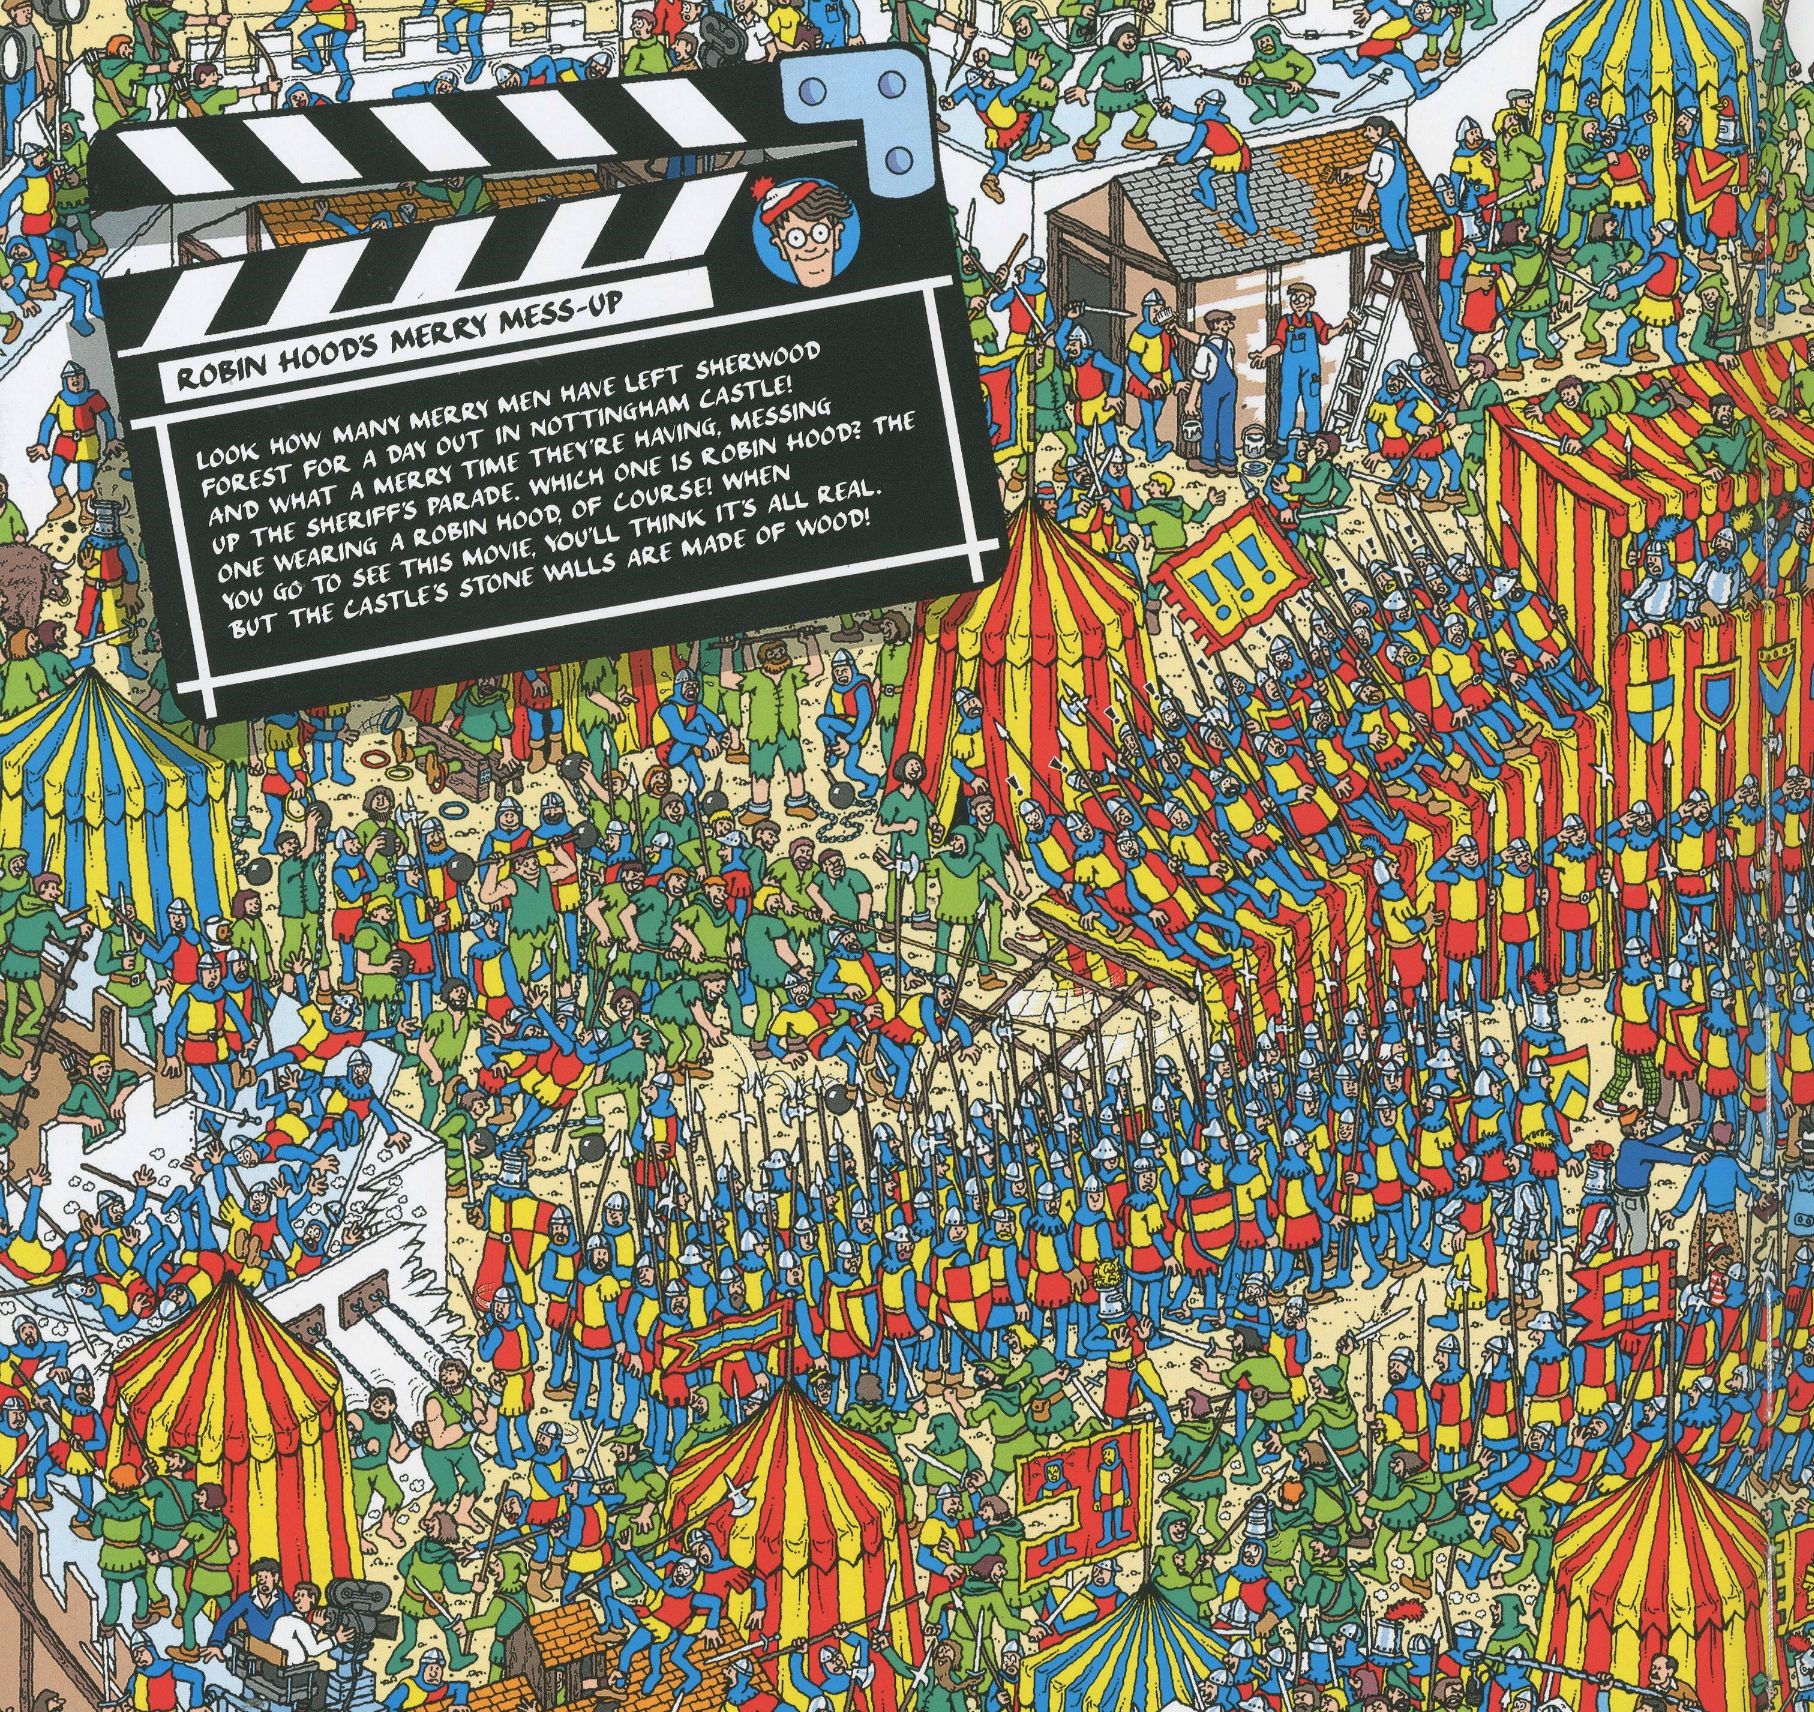 ROBIN HOOD'S MERRY MESS-UP
LOOK HOW MANY MERRY MEN HAVE LEFT SHERWOOD
FOREST FOR A DAY OUT IN NOTTINGHAM CASTLE!
AND WHAT A MERRY TIME THEY'RE HAVING, MESSING
UP THE SHERIFF'S PARADE. WHICH ONE IS ROBIN HOOD? THE
ONE WEARING A ROBIN HOOD, OF COURSE! WHEN
YOU GO TO SEE THIS MOVIE, YOU'LL THINK IT'S ALL REAL.
BUT THE CASTLE'S STONE WALLS ARE MADE OF WOOD!
!!